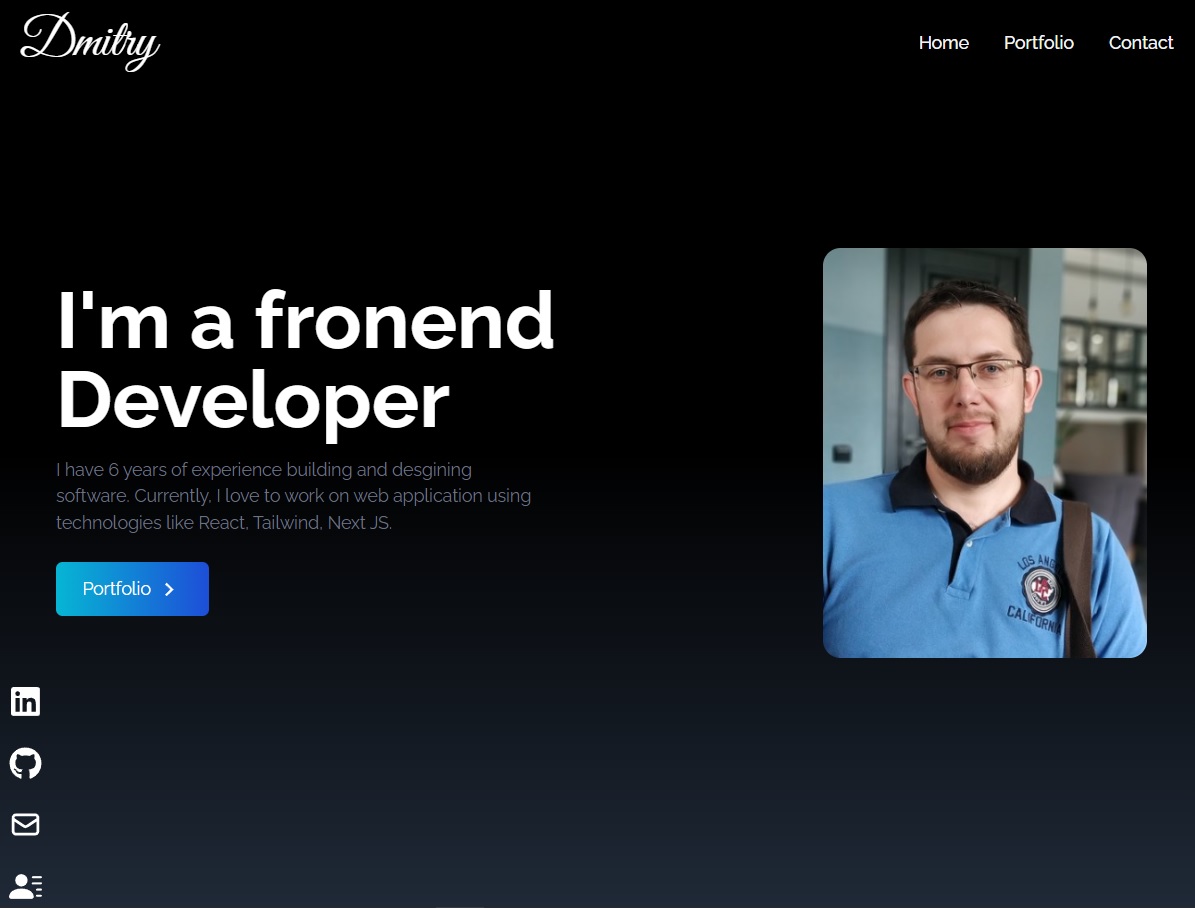 Dmitry
Home Portfolio Contact
I'm a fronend
Developer
I have 6 years of experience building and desgining
software. Currently, I love to work on web application using
technologies like React, Tailwind, Next JS.
Portfolio
LOS ANG
CALIFORNI
in